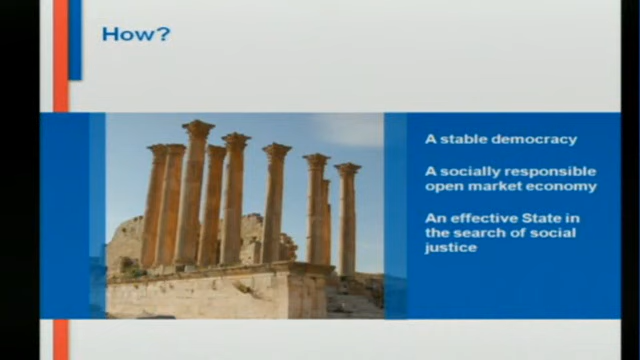 How?
A stable democracy
A socially responsible
open market economy
An effective State in
the search of social
justice